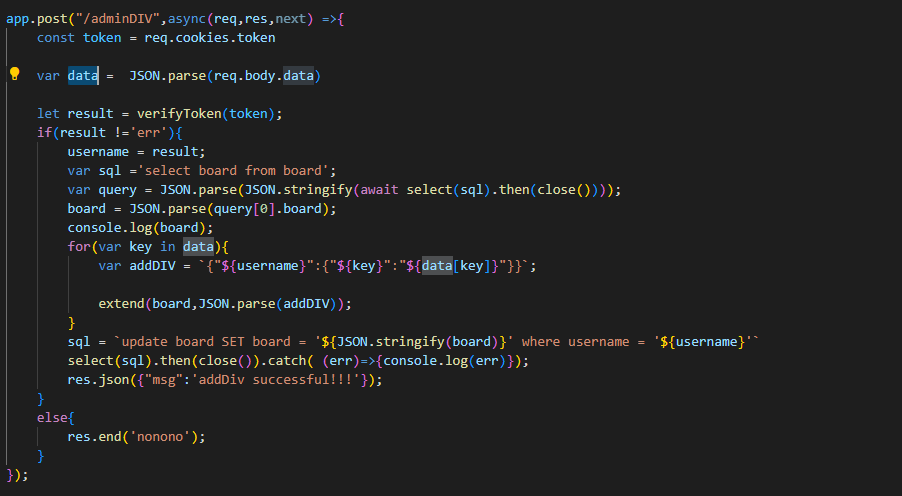 app.post("/adminDIV",async(req,res,next) =>{
    const token = req.cookies.token
    var data =  JSON.parse(req.body.data)
    let result = verifyToken(token);
    if(result !='err'){
        username = result;
        var sql ='select board from board';
        var query = JSON.parse(JSON.stringify(await select(sql).then(close())));
        board = JSON.parse(query[0].board);
        console.log(board);
        for(var key in data){
            var addDIV = `{"${username}":{"${key}":"${data[key]}"}}`;
            extend(board,JSON.parse(addDIV));
        }
        sql = `update board SET board = '${JSON.stringify(board)}' where username = '${username}'`
        select(sql).then(close()).catch( (err)=>{console.log(err)});
        res.json({"msg":'addDiv successful!!!'});
    }
    else{
        res.end('nonono');
    }
});